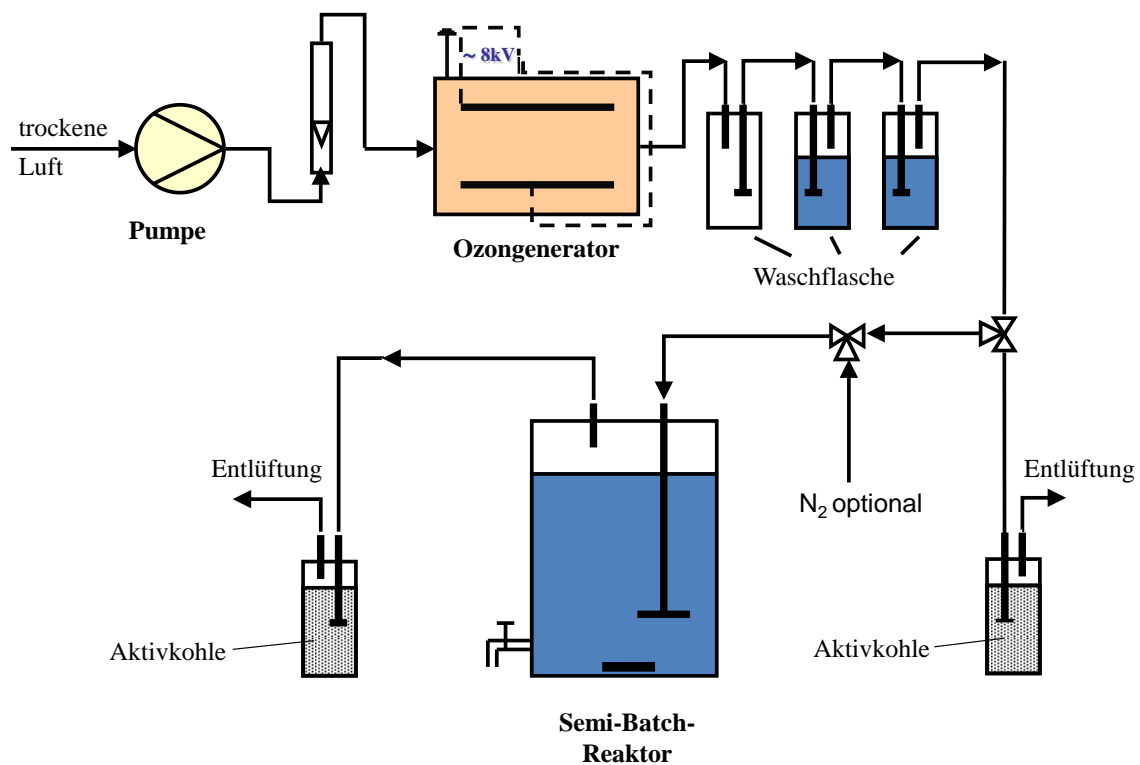 ~ 8kV
trockene
Luft
Pumpe
Ozongenerator
Waschflasche
Entlüftung
Entlüftung
N₂ optional
Aktivkohle
Aktivkohle
Semi-Batch-
Reaktor